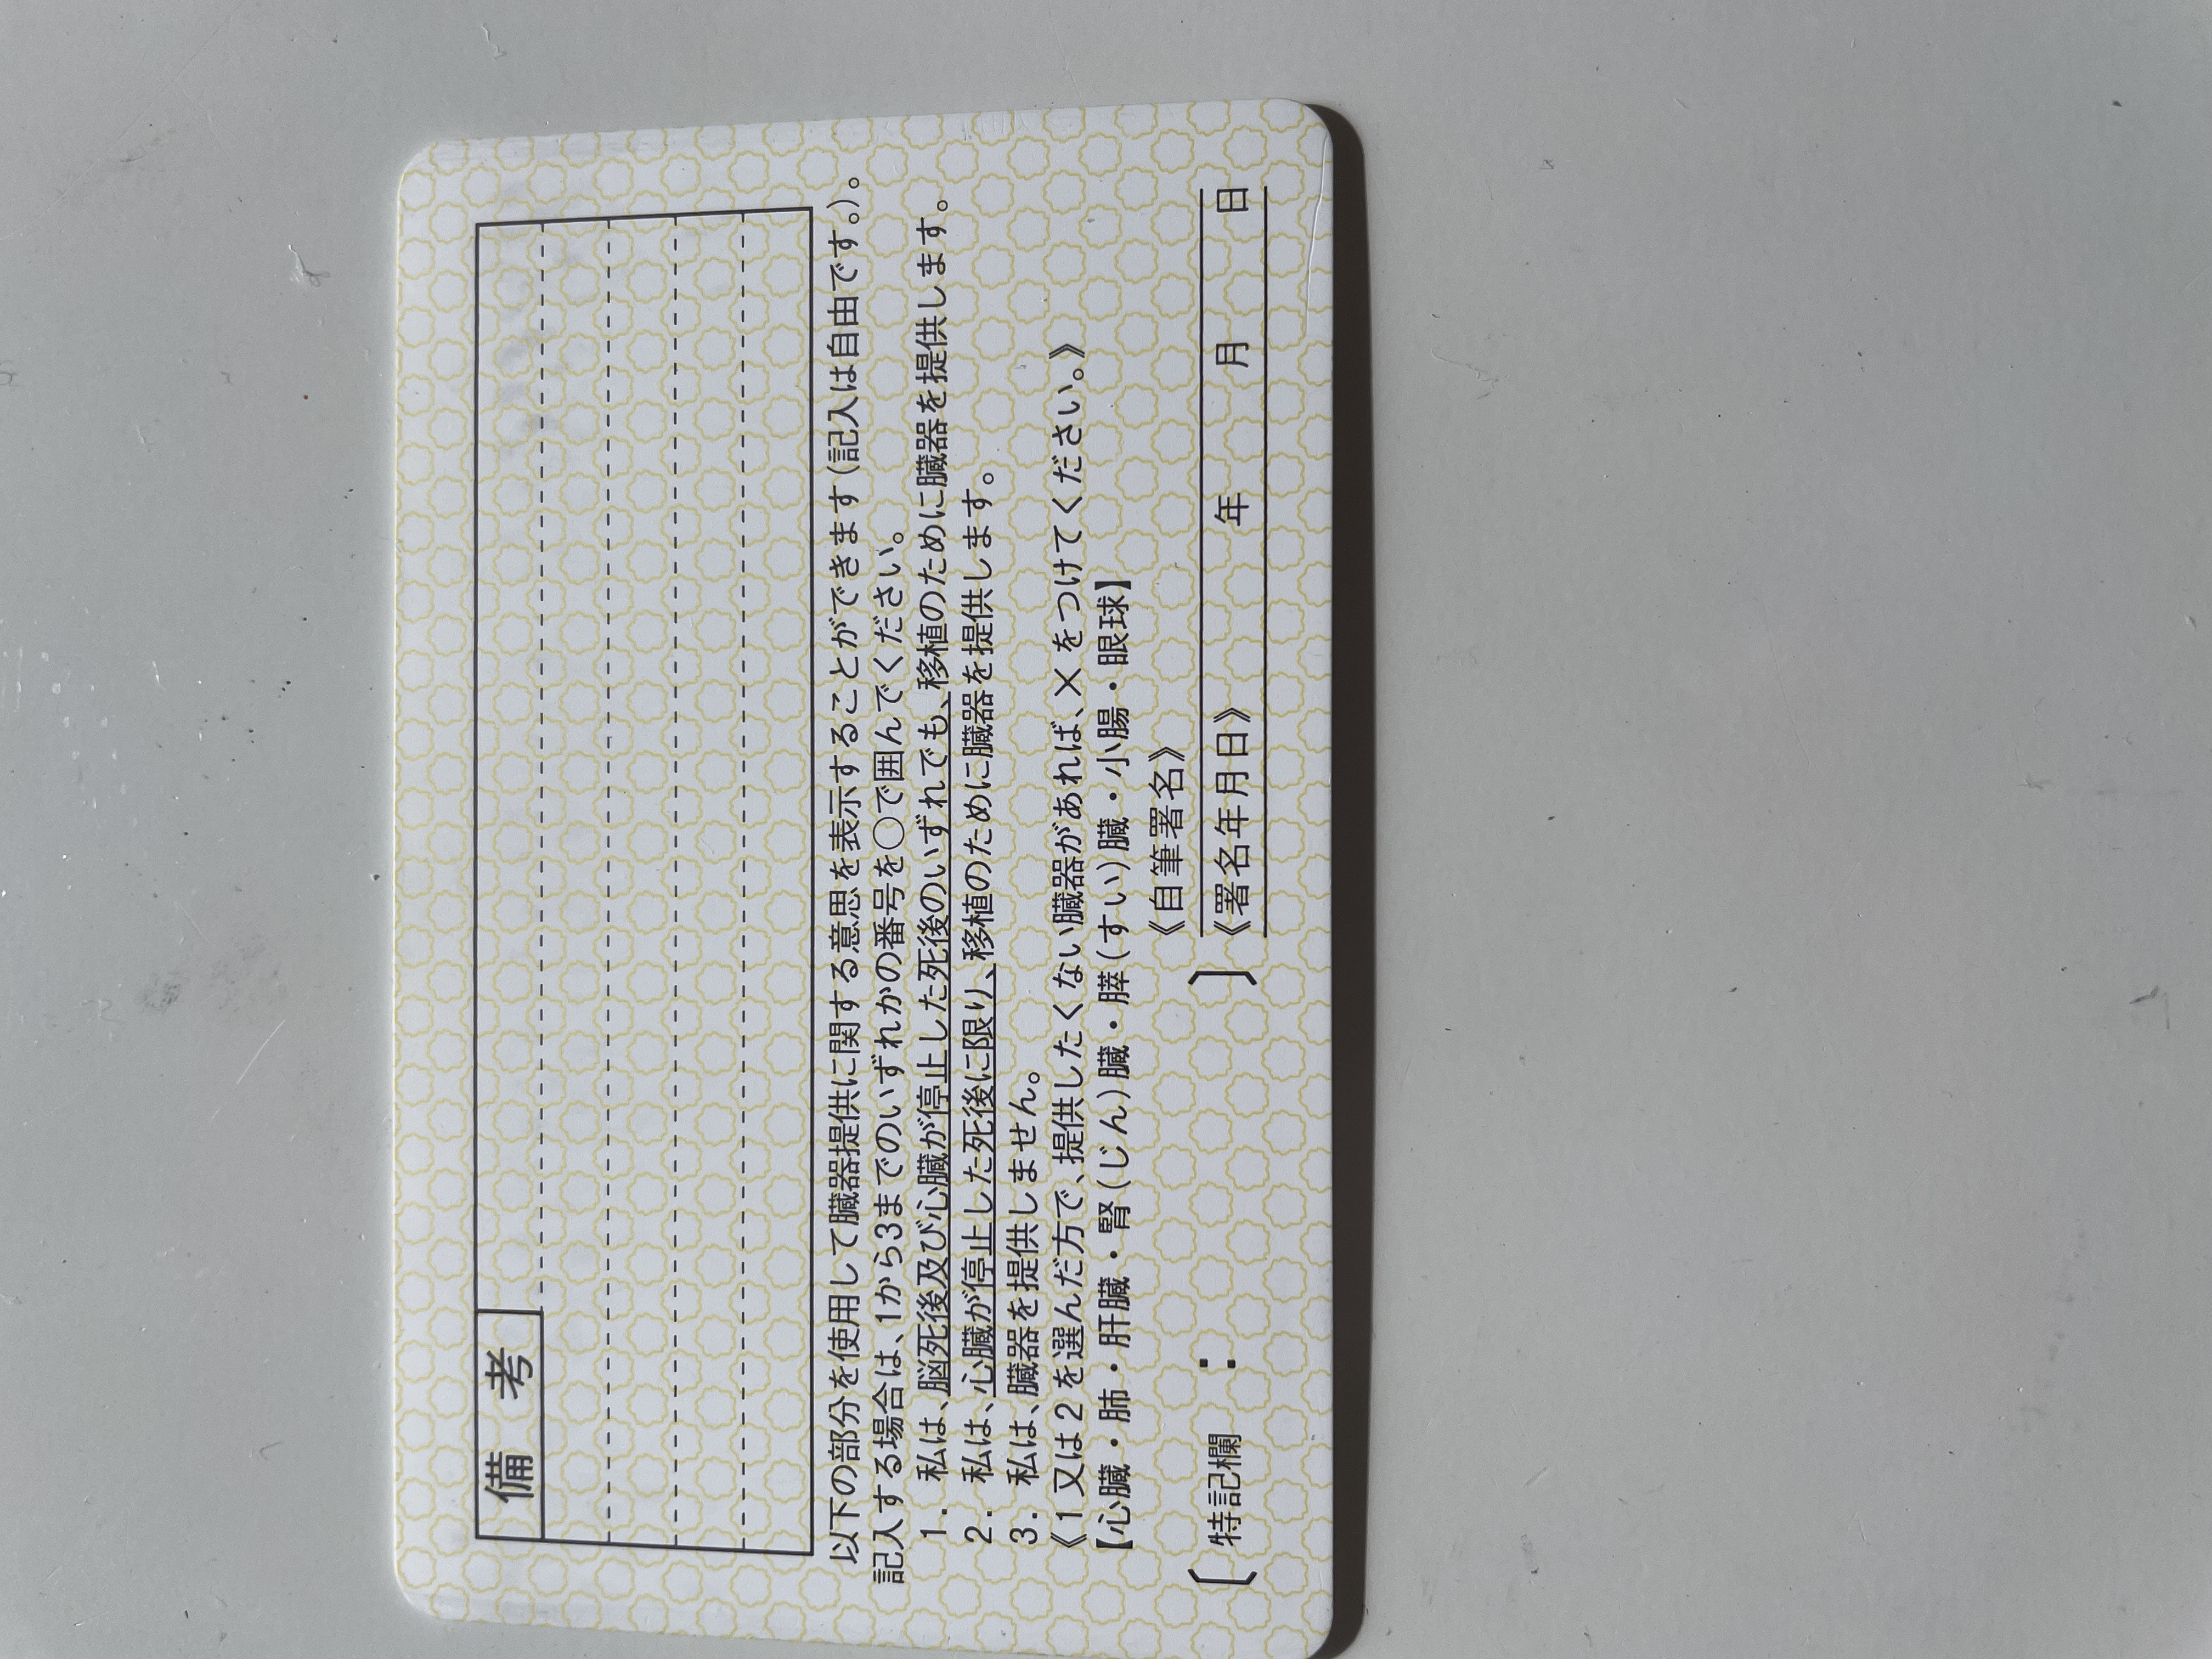 備 考
以下の部分を使用して臓器提供に関する意思を表示することができます(記入は自由です。)。
記入する場合は、1から3までのいずれかの番号を○で囲んでください。
1. 私は、脳死後及び心臓が停止した死後のいずれでも、移植のために臓器を提供します。
2. 私は、心臓が停止した死後に限り、移植のために臓器を提供します。
3. 私は、臓器を提供しません。
《1又は2を選んだ方で、提供したくない臓器があれば、×をつけてください。》
【心臓・肺・肝臓・腎(じん)臓・膵(すい)臓・小腸・眼球】
《自筆署名》
〔特記欄 : 〕
《署名年月日》 年 月 日